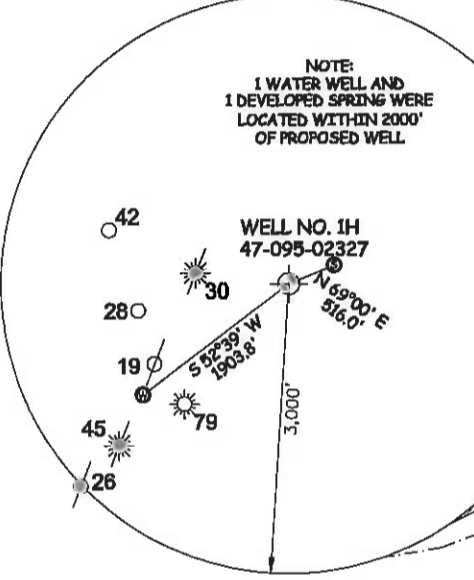 NOTE:
1 WATER WELL AND
1 DEVELOPED SPRING WERE
LOCATED WITHIN 2000'
OF PROPOSED WELL
42
WELL NO. 1H
47-095-02327
30
N 69°00' E
516.0'
28
S 52°39' W
1903.8'
19
79
3,000'
45
26